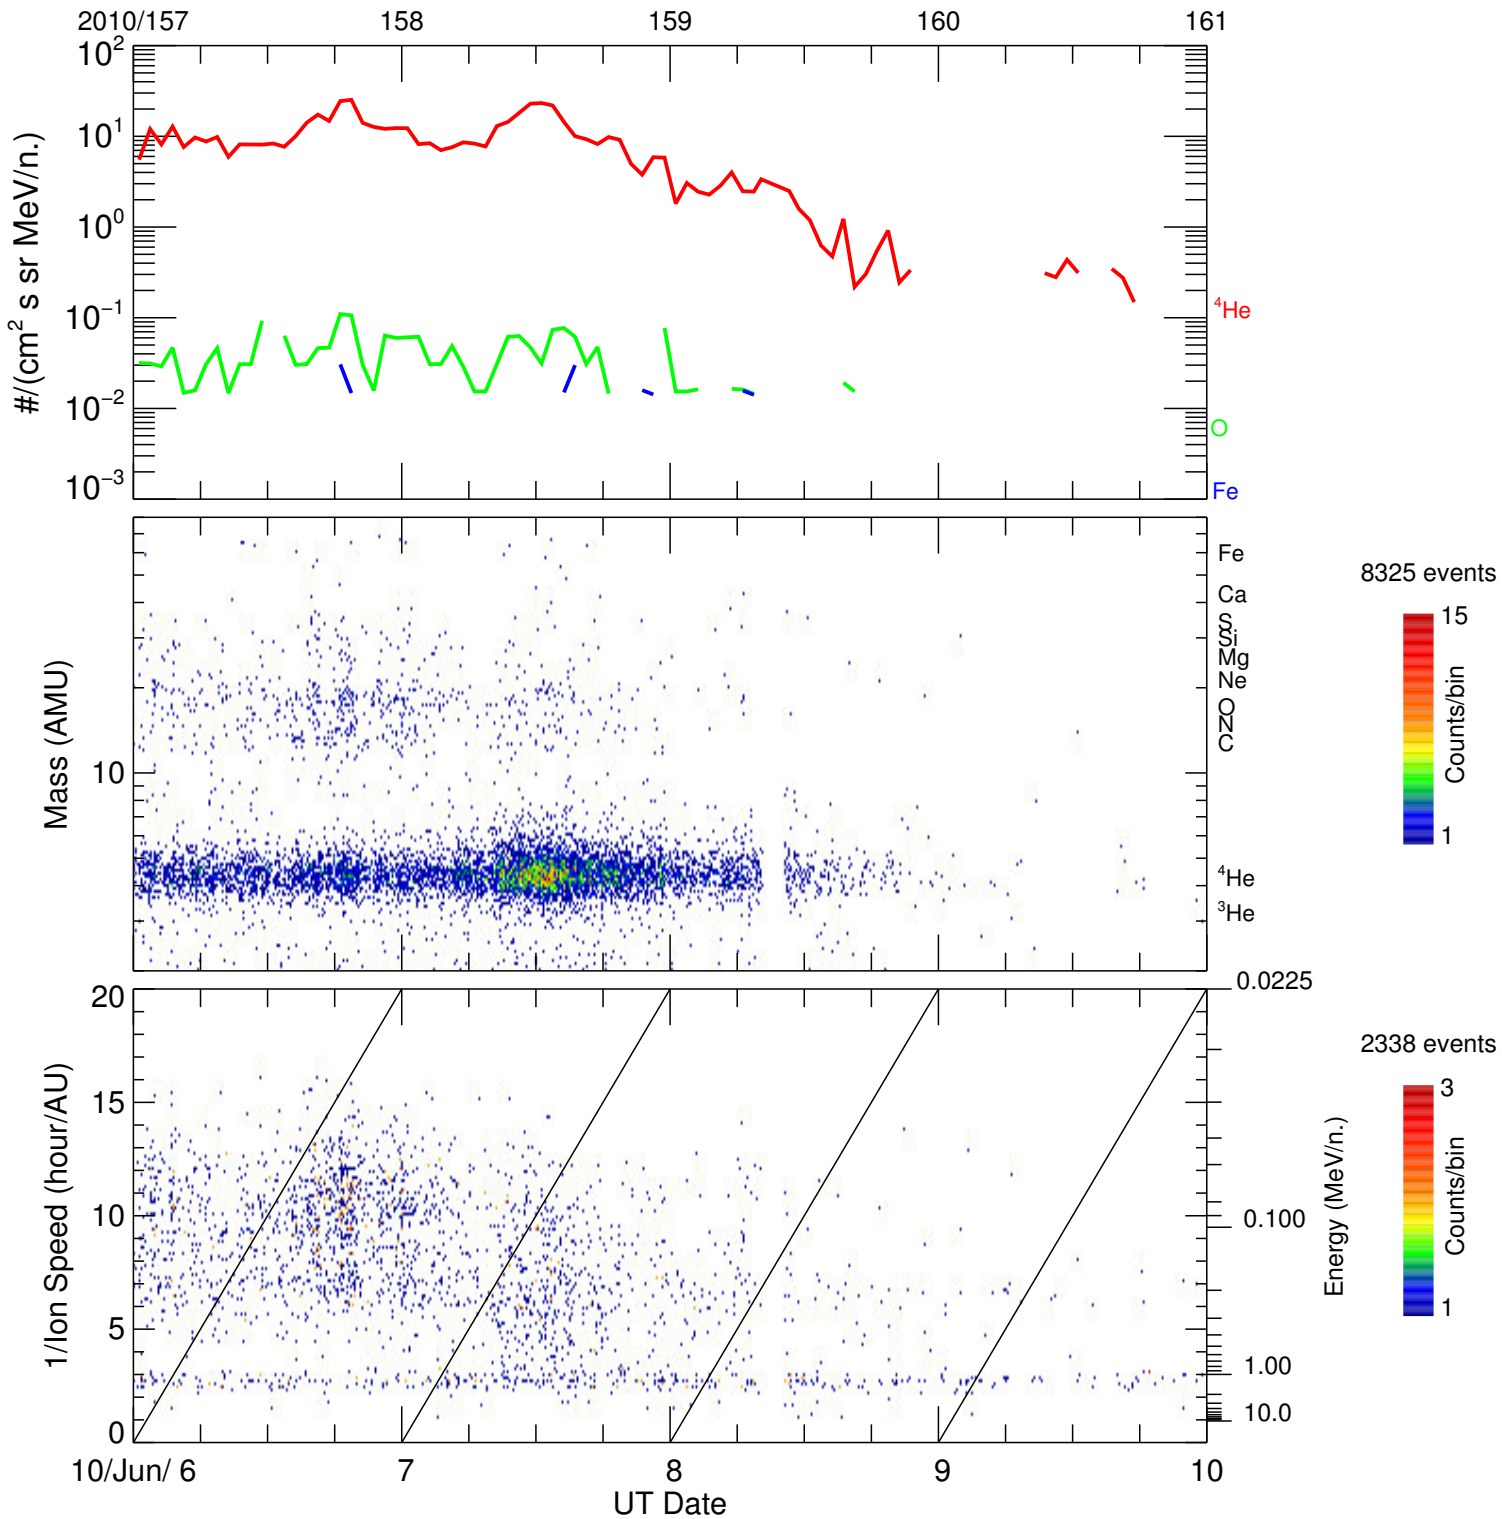 2010/157 158 159 160 161
10² 10¹ 10⁰ 10⁻¹ 10⁻² 10⁻³
#/(cm² s sr MeV/n.)
⁴He
O
Fe
Mass (AMU)
10
Fe
Ca
S
Si
Mg
Ne
O
N
C
⁴He
³He
8325 events
15
Counts/bin
1
1/Ion Speed (hour/AU)
20
15
10
5
0
0.0225
0.100
1.00
10.0
Energy (MeV/n.)
2338 events
3
Counts/bin
1
10/Jun/ 6 7 8 9 10
UT Date